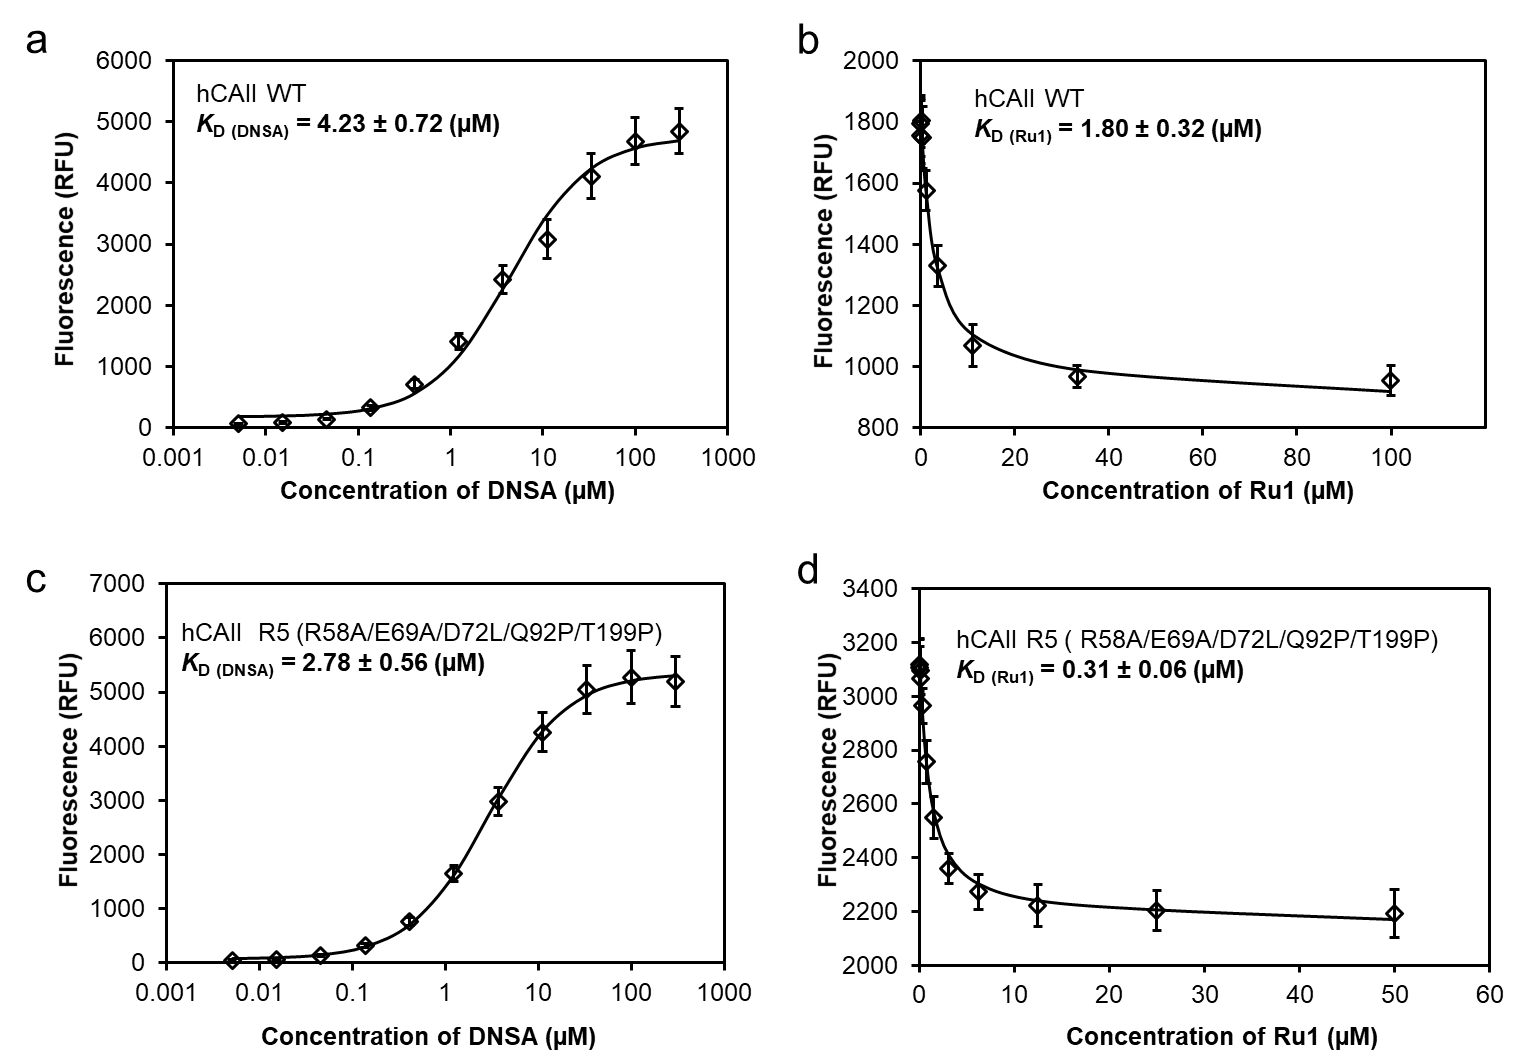 a
6000
5000
4000
3000
2000
1000
0
Fluorescence (RFU)
hCAII WT
KD (DNSA) = 4.23 ± 0.72 (µM)
0.001 0.01 0.1 1 10 100 1000
Concentration of DNSA (µM)
b
2000
1800
1600
1400
1200
1000
800
Fluorescence (RFU)
hCAII WT
KD (Ru1) = 1.80 ± 0.32 (µM)
0 20 40 60 80 100
Concentration of Ru1 (µM)
c
7000
6000
5000
4000
3000
2000
1000
0
Fluorescence (RFU)
hCAII R5 (R58A/E69A/D72L/Q92P/T199P)
KD (DNSA) = 2.78 ± 0.56 (µM)
0.001 0.01 0.1 1 10 100 1000
Concentration of DNSA (µM)
d
3400
3200
3000
2800
2600
2400
2200
2000
Fluorescence (RFU)
hCAII R5 ( R58A/E69A/D72L/Q92P/T199P)
KD (Ru1) = 0.31 ± 0.06 (µM)
0 10 20 30 40 50 60
Concentration of Ru1 (µM)